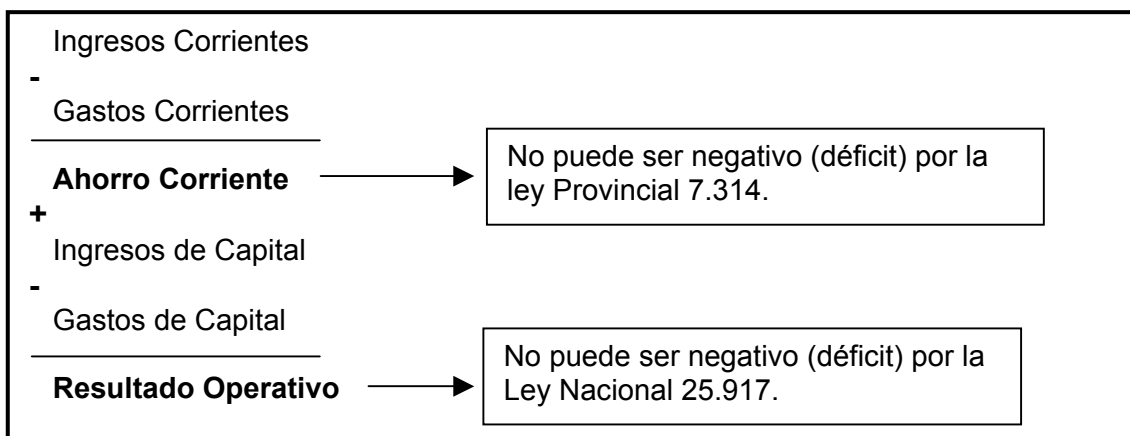 Ingresos Corrientes
-
Gastos Corrientes
Ahorro Corriente
No puede ser negativo (déficit) por la
ley Provincial 7.314.
+
Ingresos de Capital
-
Gastos de Capital
Resultado Operativo
No puede ser negativo (déficit) por la
Ley Nacional 25.917.